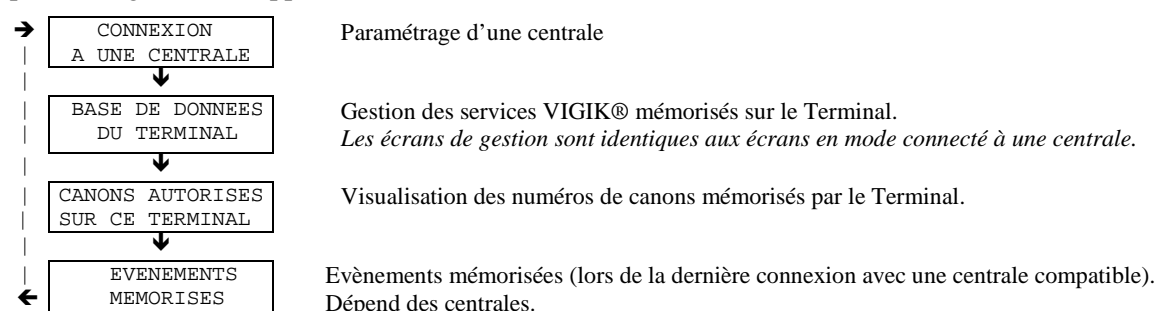 CONNEXION
A UNE CENTRALE
Paramétrage d’une centrale
BASE DE DONNEES
DU TERMINAL
Gestion des services VIGIK® mémorisés sur le Terminal.
Les écrans de gestion sont identiques aux écrans en mode connecté à une centrale.
CANONS AUTORISES
SUR CE TERMINAL
Visualisation des numéros de canons mémorisés par le Terminal.
EVENEMENTS
MEMORISES
Evènements mémorisées (lors de la dernière connexion avec une centrale compatible).
Dépend des centrales.